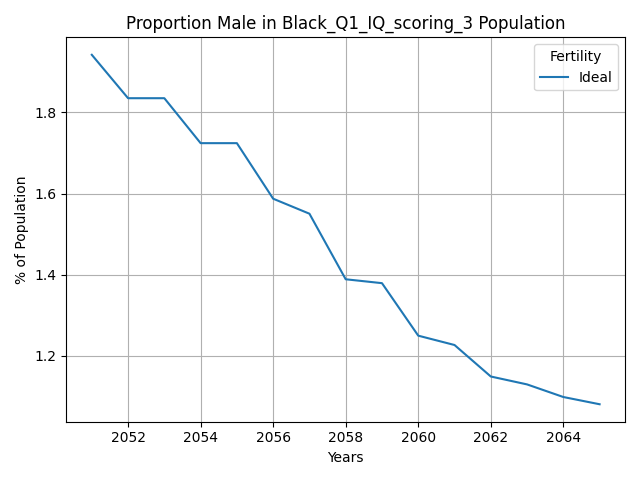 Proportion Male in Black_Q1_IQ_scoring_3 Population
Fertility
Ideal
% of Population
1.8
1.6
1.4
1.2
2052 2054 2056 2058 2060 2062 2064
Years